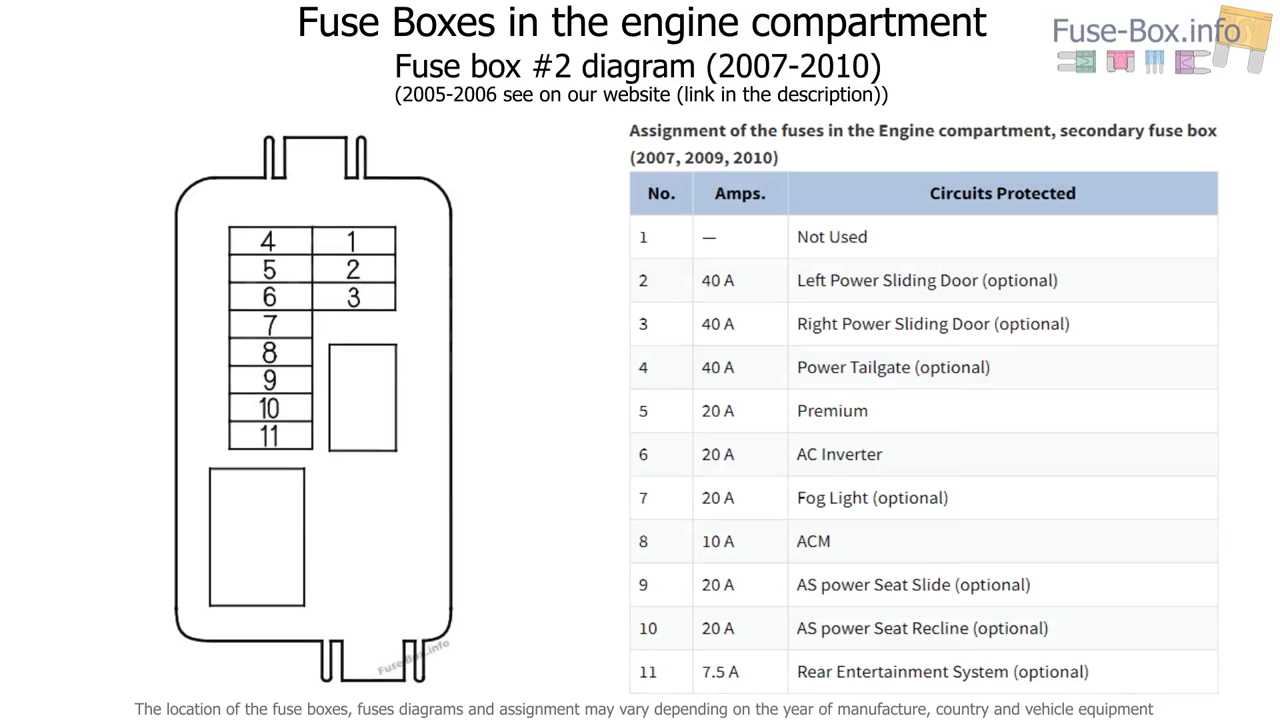 Fuse Boxes in the engine compartment
Fuse box #2 diagram (2007-2010)
(2005-2006 see on our website (link in the description))
Fuse-Box.info
4 1
5 2
6 3
7
8
9
10
11
Fuse-Box.info
Assignment of the fuses in the Engine compartment, secondary fuse box
(2007, 2009, 2010)
No. Amps. Circuits Protected
1 — Not Used
2 40 A Left Power Sliding Door (optional)
3 40 A Right Power Sliding Door (optional)
4 40 A Power Tailgate (optional)
5 20 A Premium
6 20 A AC Inverter
7 20 A Fog Light (optional)
8 10 A ACM
9 20 A AS power Seat Slide (optional)
10 20 A AS power Seat Recline (optional)
11 7.5 A Rear Entertainment System (optional)
The location of the fuse boxes, fuses diagrams and assignment may vary depending on the year of manufacture, country and vehicle equipment